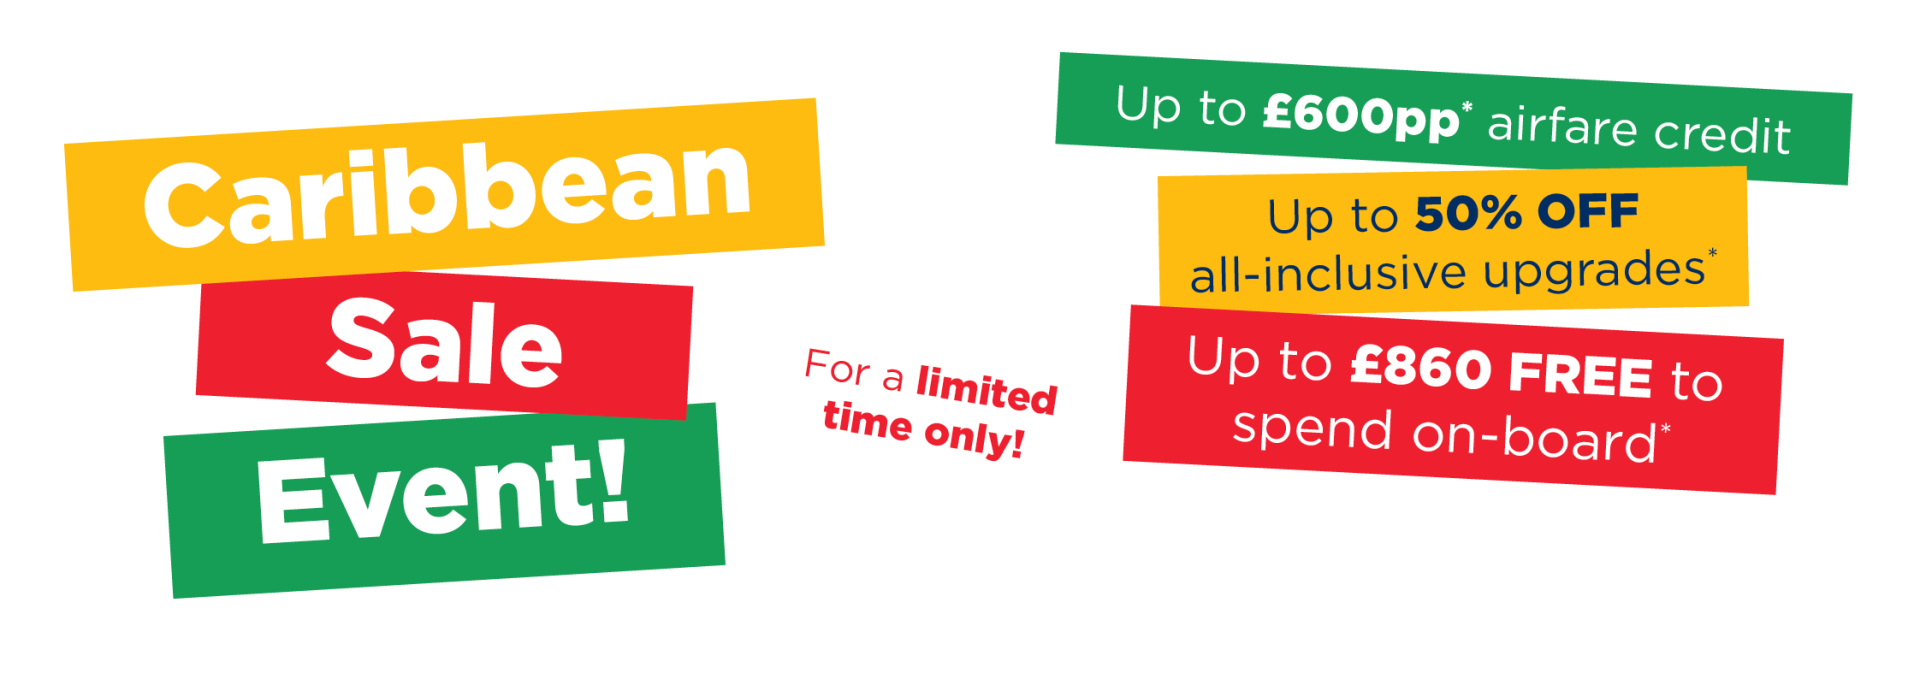 Caribbean
Sale
Event!
For a limited
time only!
Up to £600pp* airfare credit
Up to 50% OFF
all-inclusive upgrades*
Up to £860 FREE to
spend on-board*